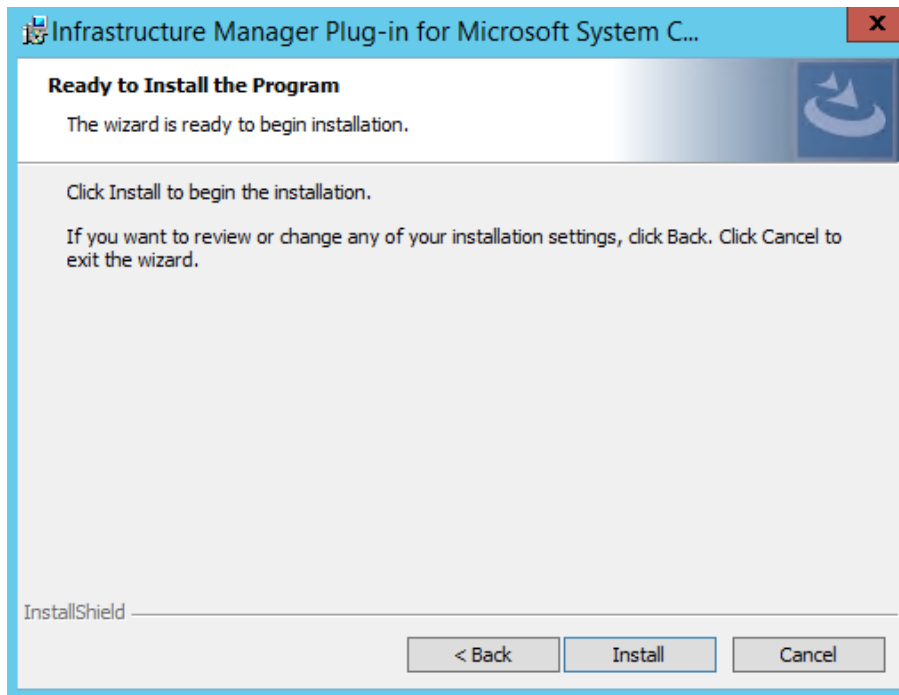 Infrastructure Manager Plug-in for Microsoft System C...
X
Ready to Install the Program
The wizard is ready to begin installation.
Click Install to begin the installation.
If you want to review or change any of your installation settings, click Back. Click Cancel to
exit the wizard.
InstallShield
< Back Install Cancel